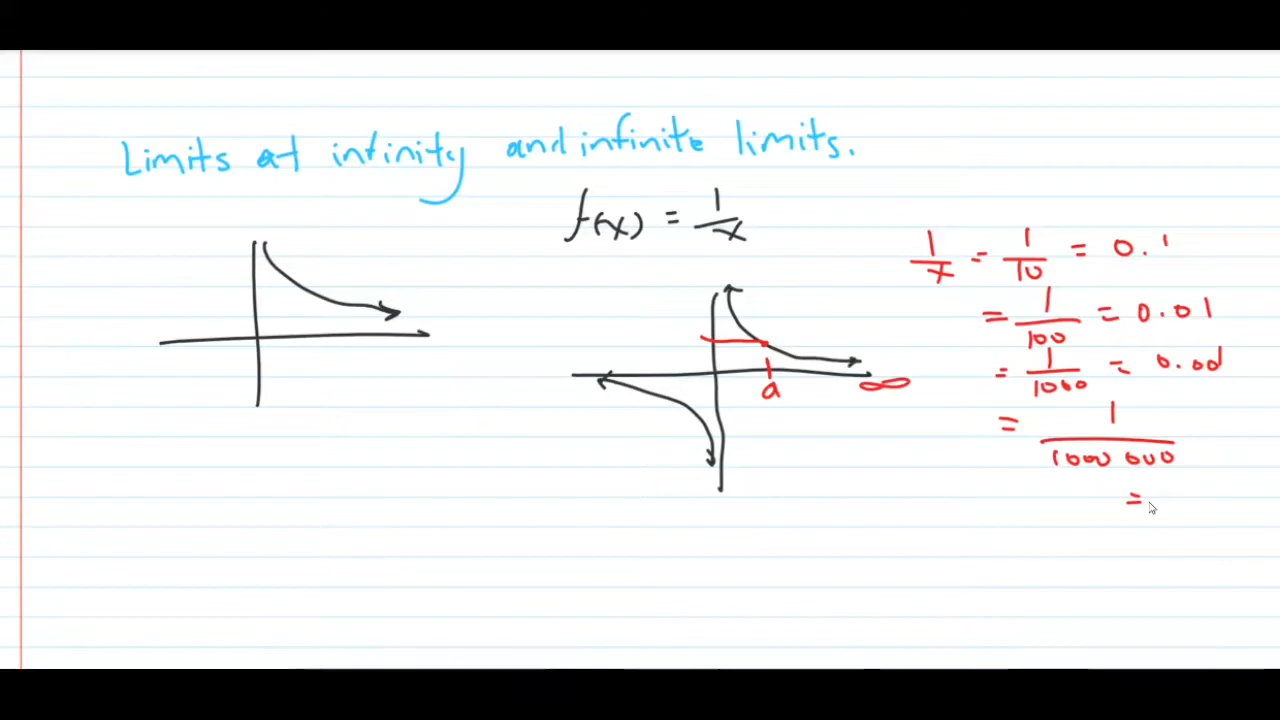 Limits at infinity and infinite limits.
f(x) = 1/x
1/x = 1/10 = 0.1
= 1/100 = 0.01
= 1/1000 = 0.001
= 1/1000 000
=
a
∞